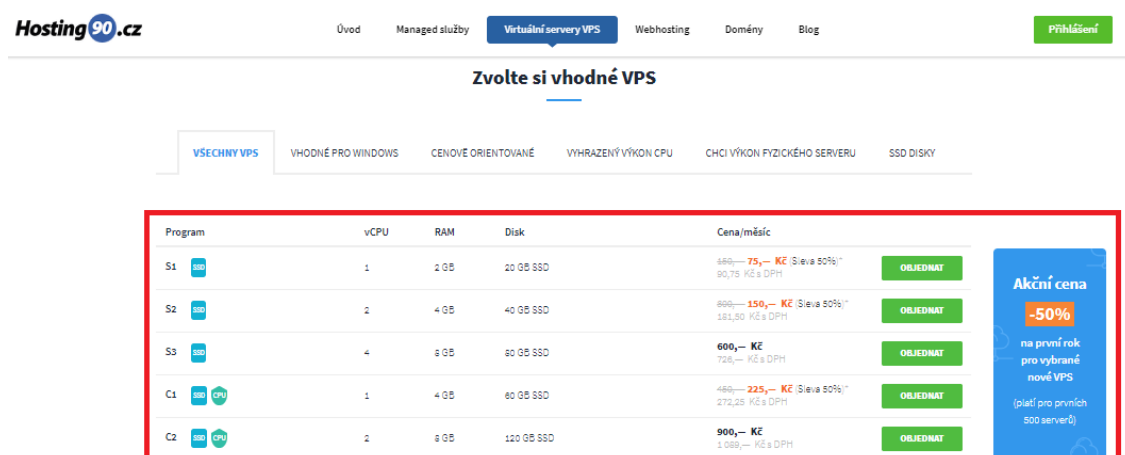 Hosting90.cz
Úvod Managed služby Virtuální servery VPS Webhosting Domény Blog Přihlášení
Zvolte si vhodné VPS
VŠECHNY VPS VHODNÉ PRO WINDOWS CENOVĚ ORIENTOVANÉ VYHRAZENÝ VÝKON CPU CHCI VÝKON FYZICKÉHO SERVERU SSD DISKY
Program vCPU RAM Disk Cena/měsíc
S1 SSD 1 2 GB 20 GB SSD 75,— Kč (Sleva 50%)* OBJEDNAT
90,75 Kč s DPH
S2 SSD 2 4 GB 40 GB SSD 150,— Kč (Sleva 50%)* OBJEDNAT
181,50 Kč s DPH
S3 SSD 4 8 GB 80 GB SSD 600,— Kč OBJEDNAT
726,— Kč s DPH
C1 SSD CPU 1 4 GB 60 GB SSD 225,— Kč (Sleva 50%)* OBJEDNAT
272,25 Kč s DPH
C2 SSD CPU 2 8 GB 120 GB SSD 900,— Kč OBJEDNAT
1 089,— Kč s DPH
Akční cena
-50%
na první rok
pro vybrané
nové VPS
(platí pro prvních
500 serverů)